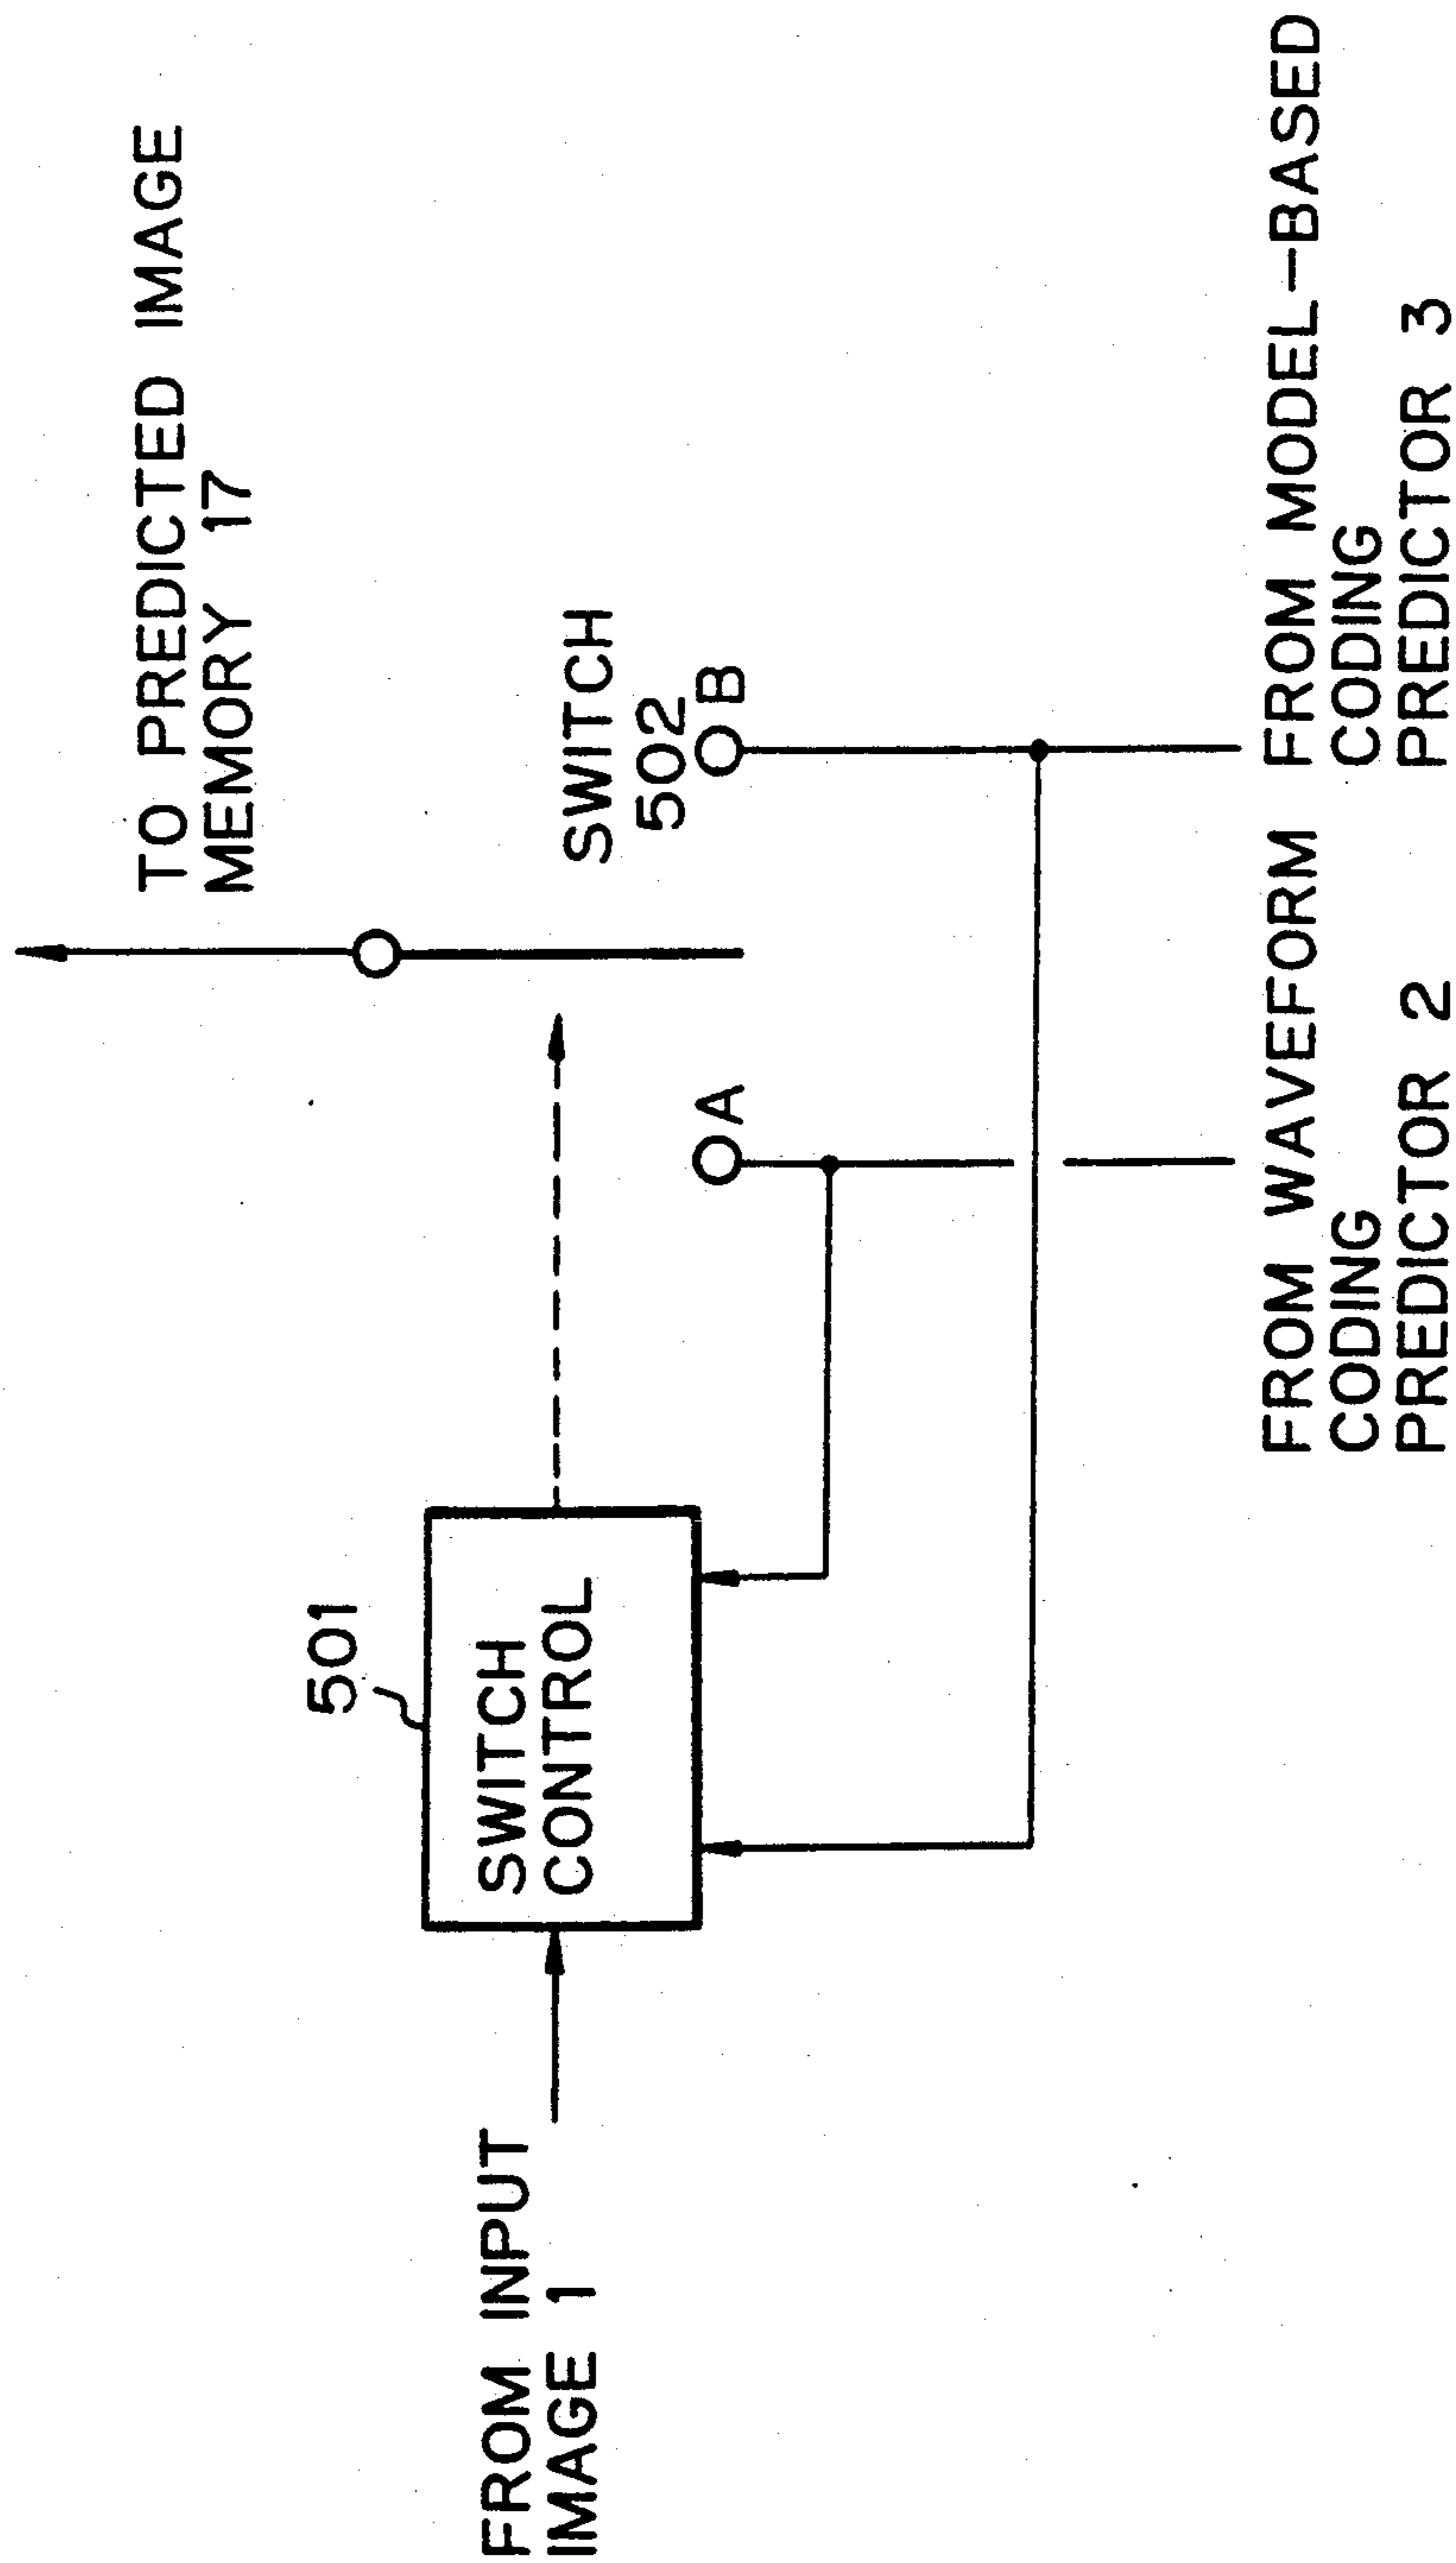 TO PREDICTED IMAGE
MEMORY 17
501
SWITCH
CONTROL
FROM INPUT
IMAGE 1
SWITCH
502
A
B
FROM WAVEFORM
CODING
PREDICTOR 2
FROM MODEL-BASED
CODING
PREDICTOR 3